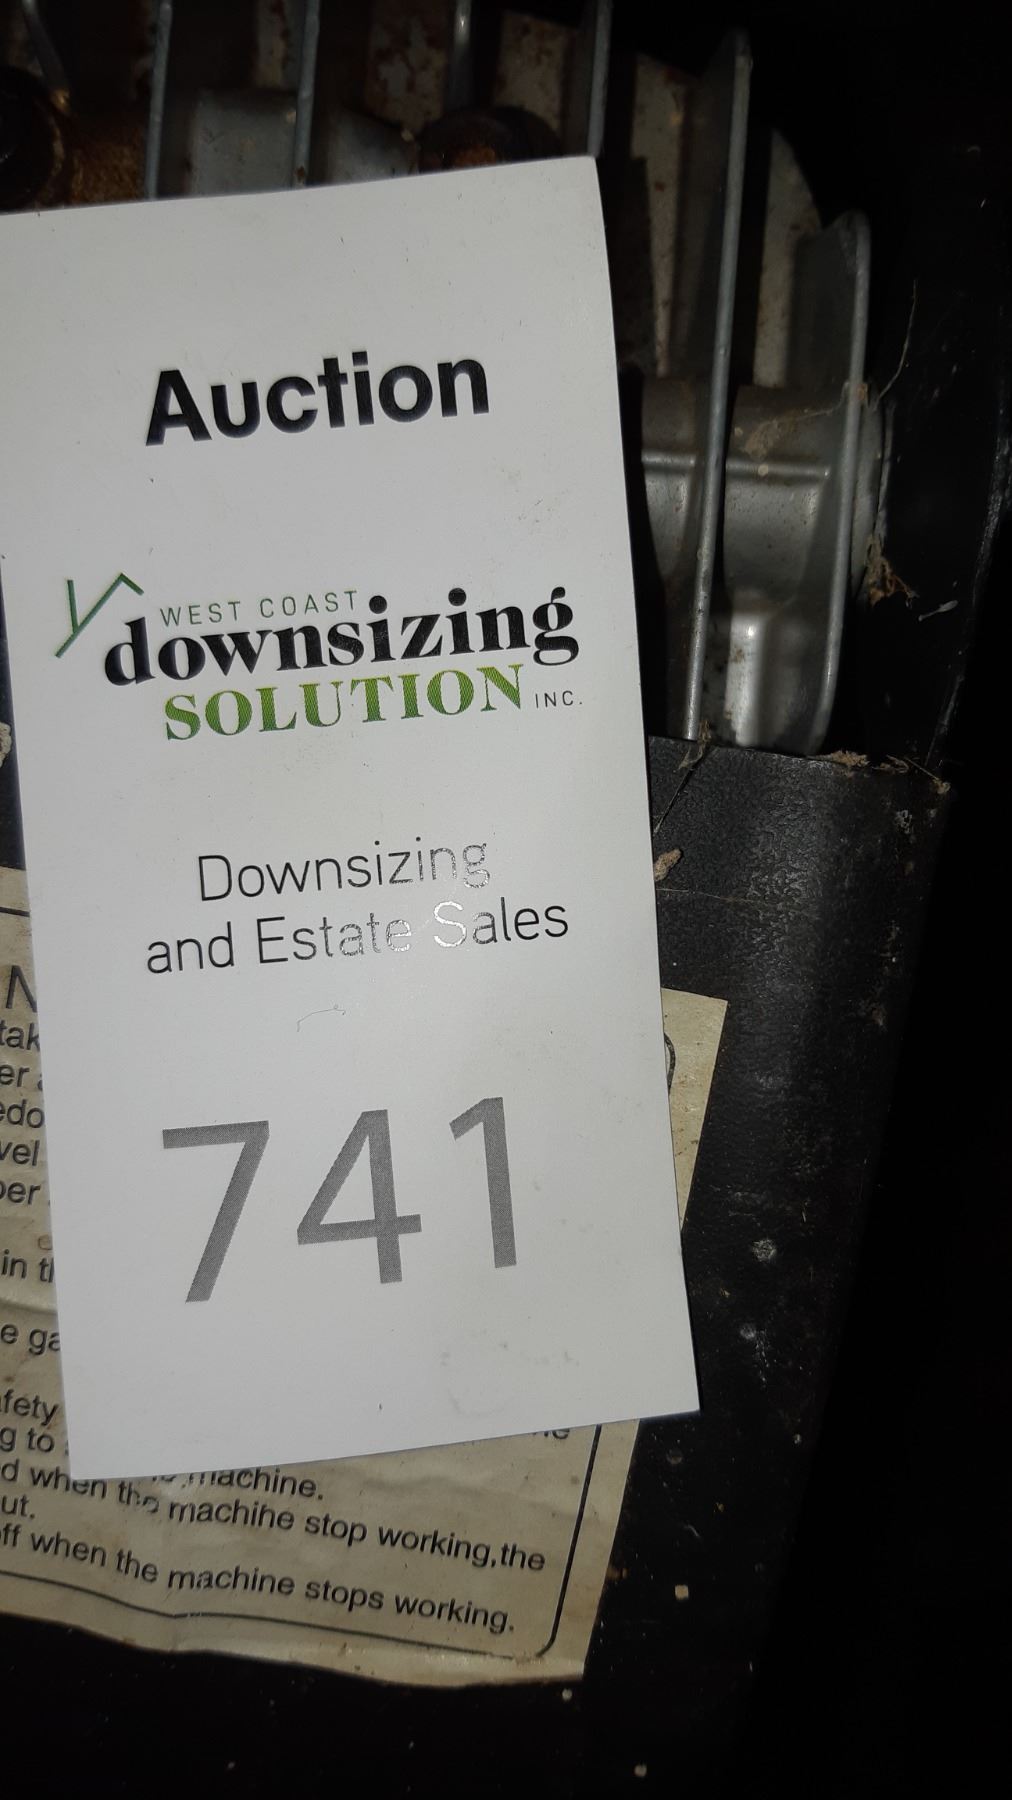 Auction
WEST COAST
downsizing
SOLUTION INC.
Downsizing
and Estate Sales
741
in
machine.
d when the machihe stop working,the
ut.
ff when the machine stops working.